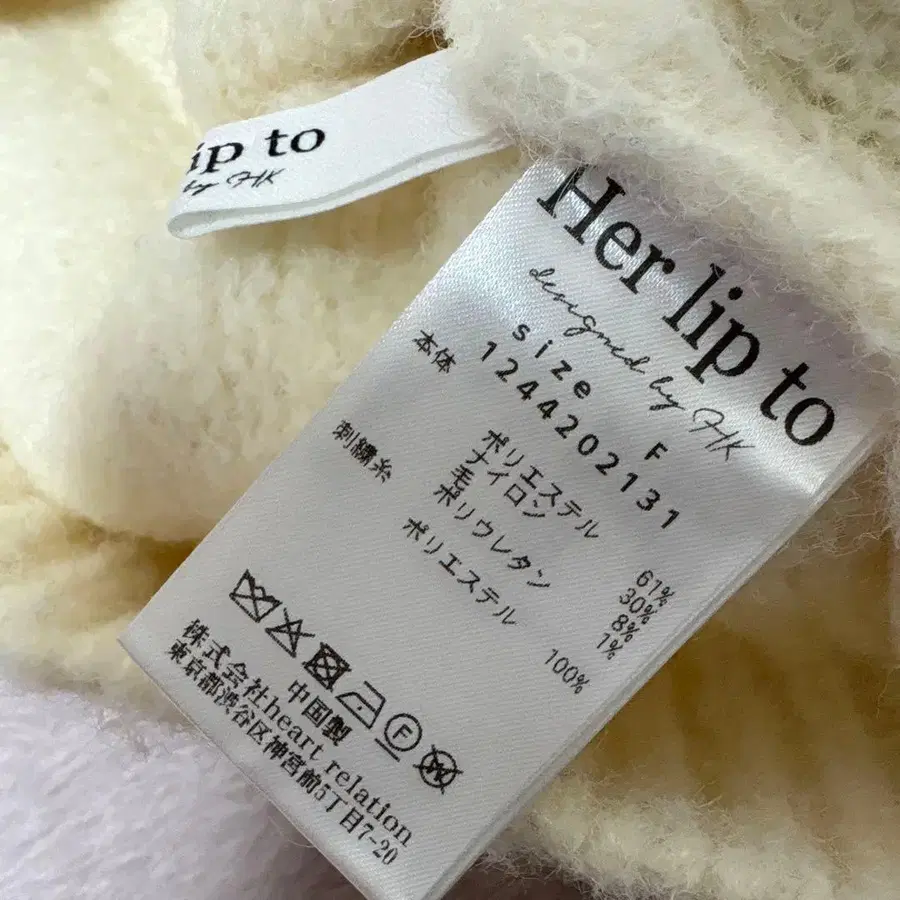 ip to
by HK
Her lip to
designed by HK
size F
12442021​31
本体 ポリエステル 61%
ナイロン 30%
毛 8%
ポリウレタン 1%
刺繍糸 ポリエステル 100%
中国製
株式会社heart relation
東京都渋谷区神宮前5丁目7-20